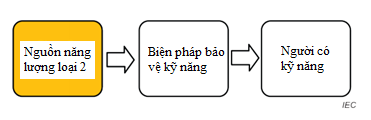 Nguồn năng
lượng loại 2
Biện pháp bảo
vệ kỹ năng
Người có
kỹ năng
IEC